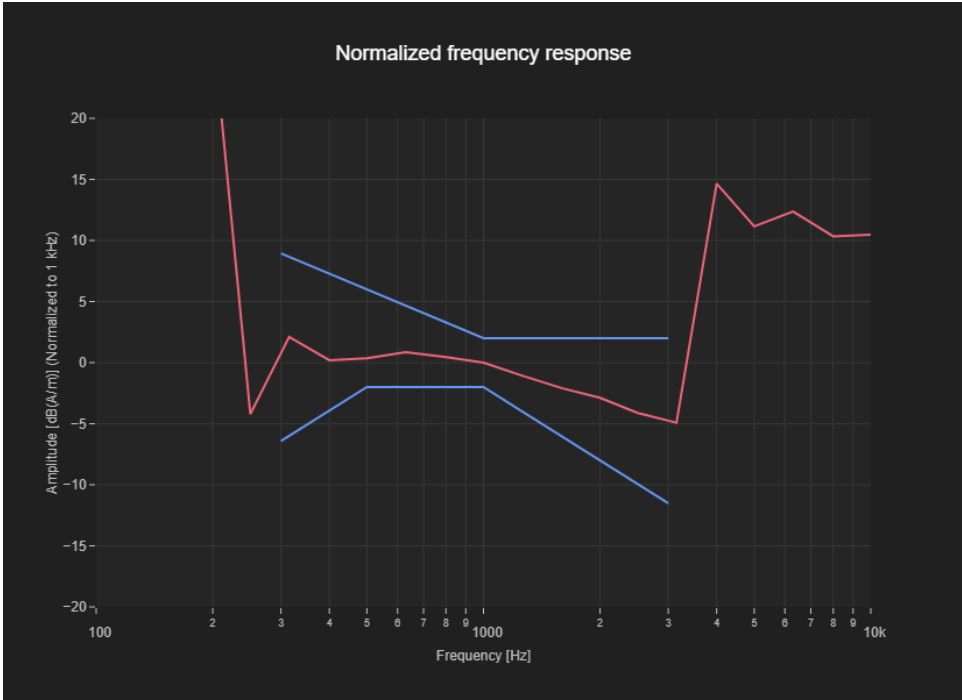 Normalized frequency response
Amplitude [dB(A/m)] (Normalized to 1 kHz)
20
15
10
5
0
−5
−10
−15
−20
100 2 3 4 5 6 7 8 9 1000 2 3 4 5 6 7 8 9 10k
Frequency [Hz]